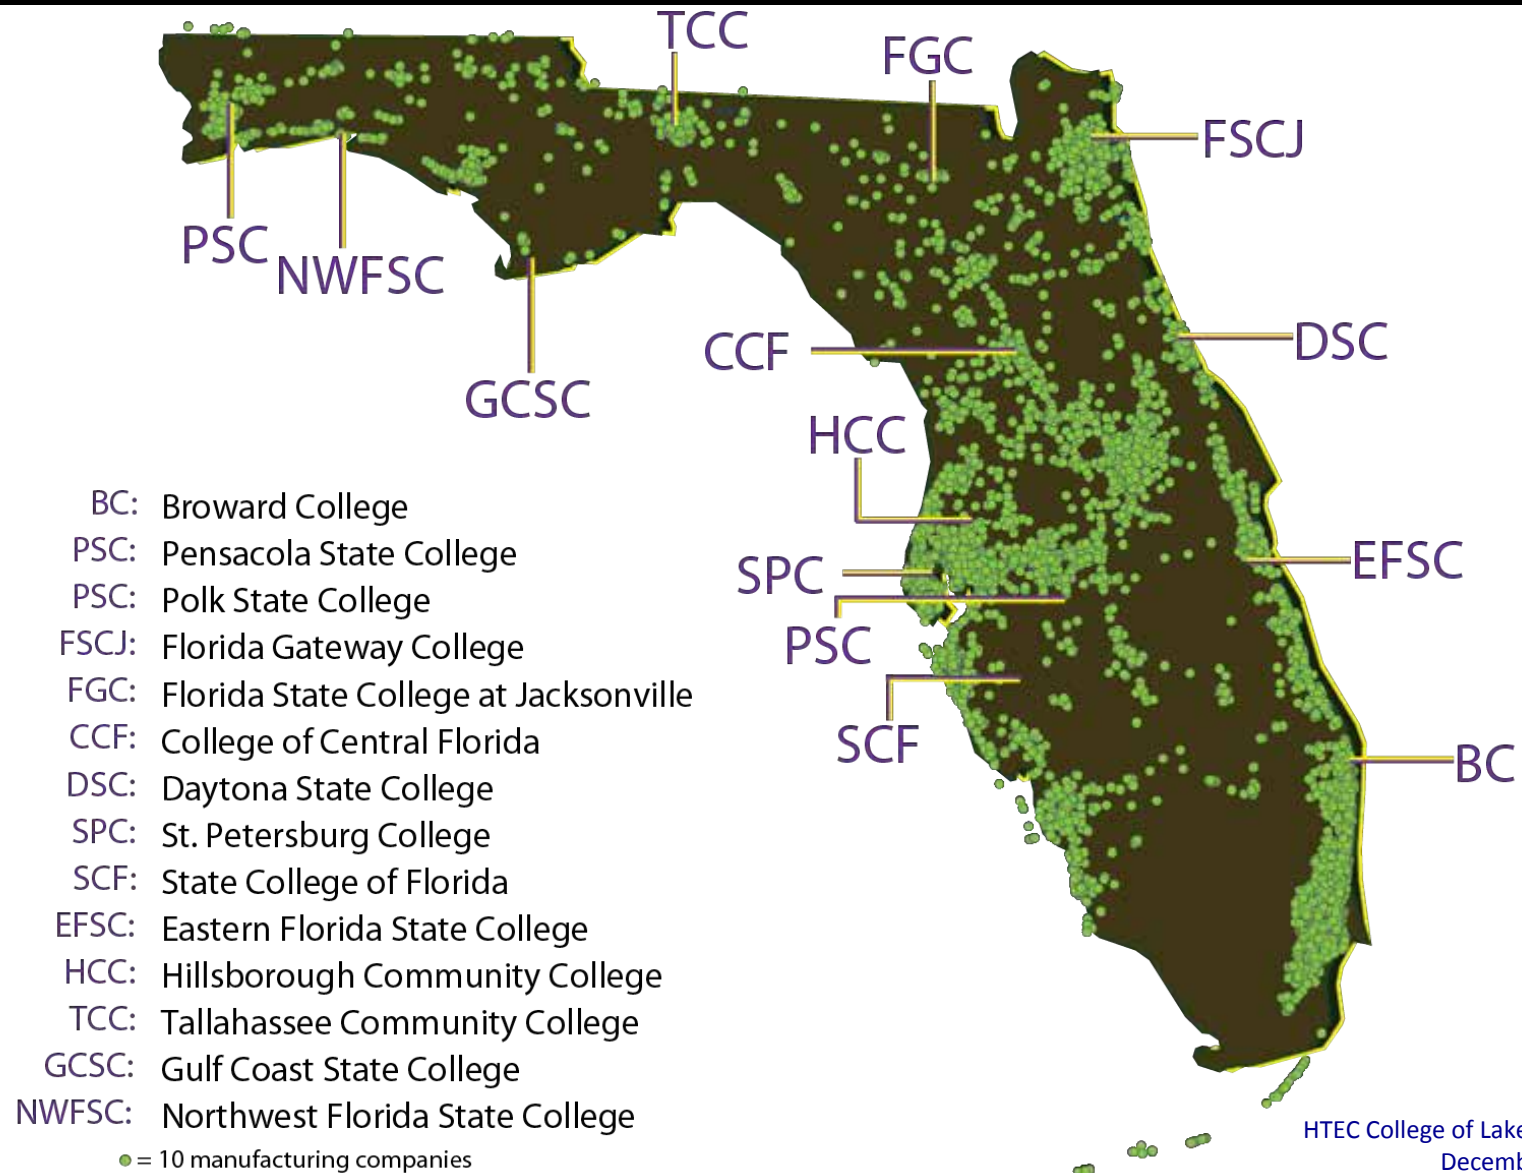 TCC
FGC
FSCJ
PSC
NWFSC
GCSC
CCF
DSC
HCC
SPC
EFSC
PSC
SCF
BC
BC: Broward College
PSC: Pensacola State College
PSC: Polk State College
FSCJ: Florida Gateway College
FGC: Florida State College at Jacksonville
CCF: College of Central Florida
DSC: Daytona State College
SPC: St. Petersburg College
SCF: State College of Florida
EFSC: Eastern Florida State College
HCC: Hillsborough Community College
TCC: Tallahassee Community College
GCSC: Gulf Coast State College
NWFSC: Northwest Florida State College
= 10 manufacturing companies
HTEC College of Lake
Decemb